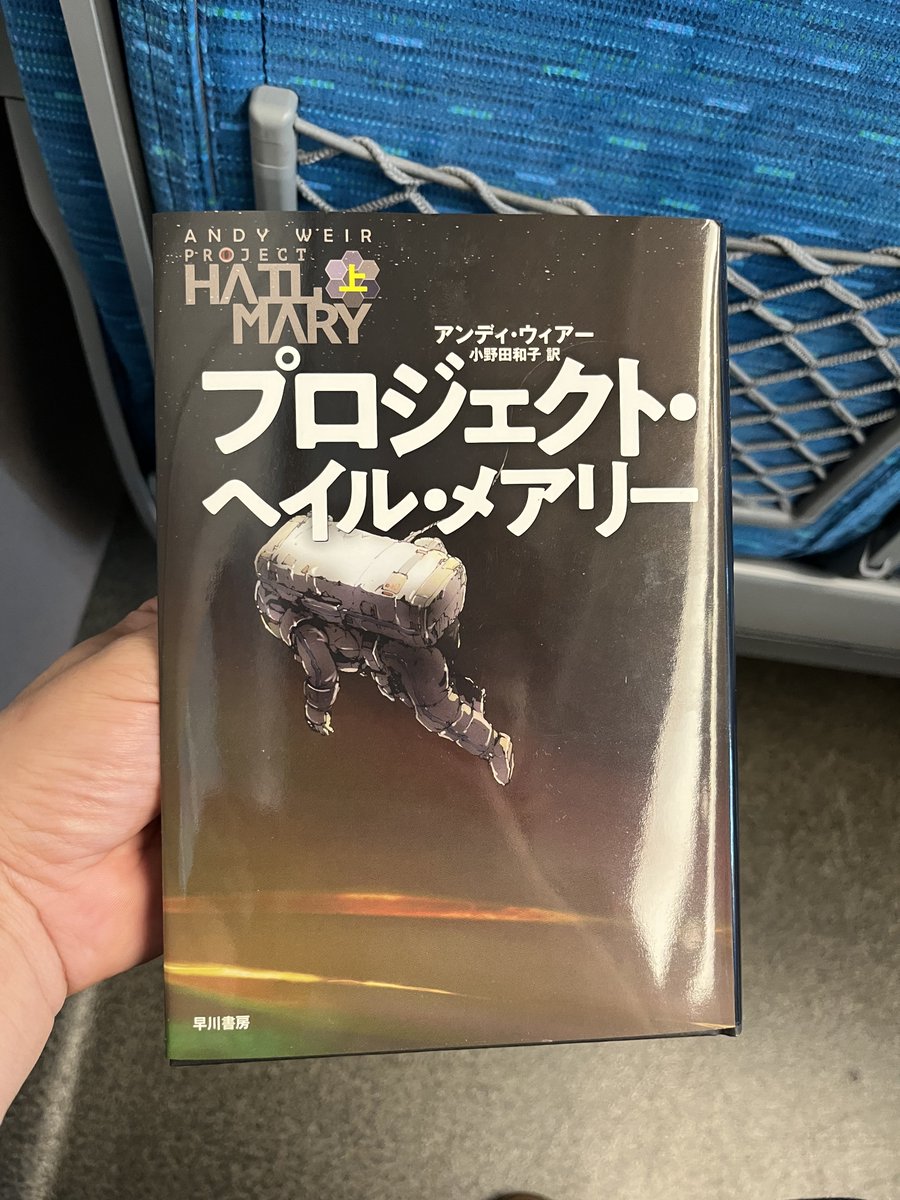 ANDY WEIR
PROJECT
HAIL
上
MARY
アンディ・ウィアー
小野田和子 訳
プロジェクト・
ヘイル・メアリー
早川書房